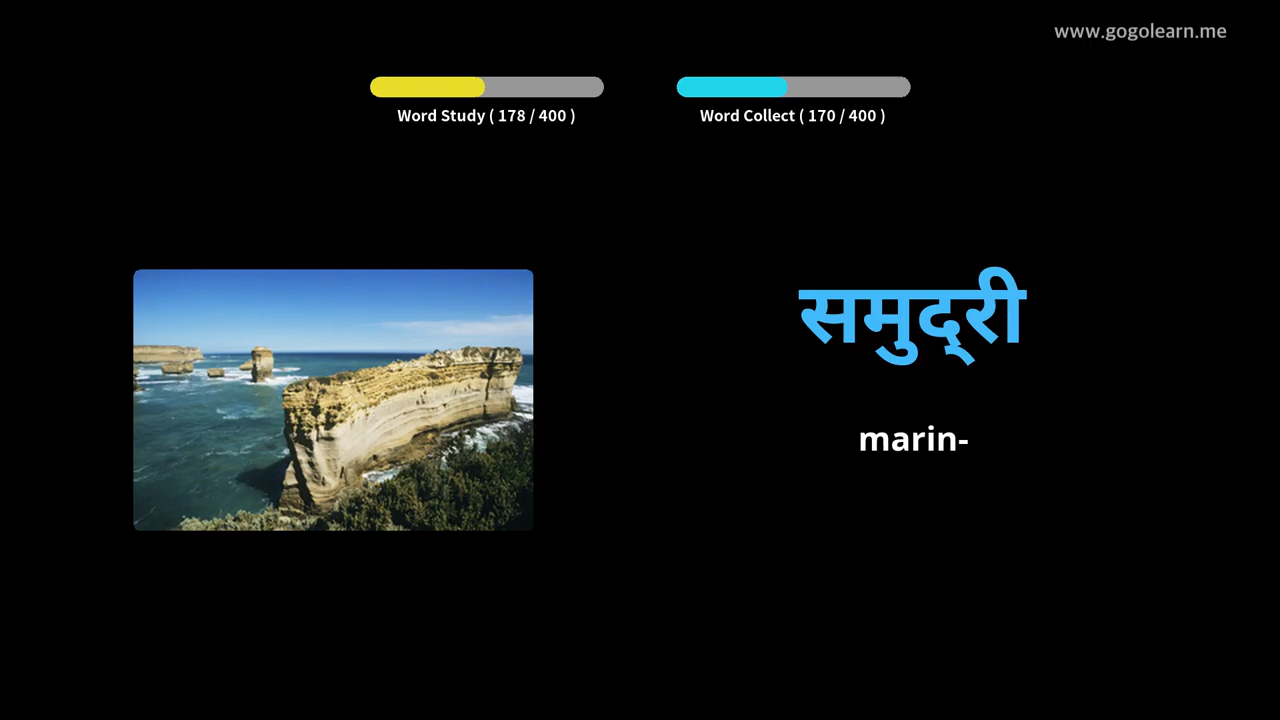 www.gogolearn.me
Word Study ( 178 / 400 )
Word Collect ( 170 / 400 )
समुद्‌री
marin-